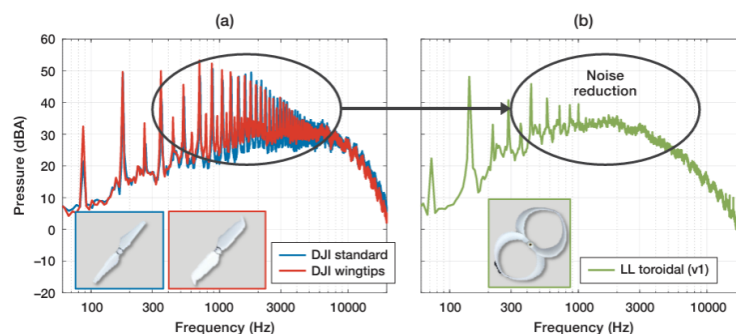 (a)
(b)
60
50
40
30
20
10
0
−10
−20
Pressure (dBA)
100
300
1000
3000
10000
Frequency (Hz)
DJI standard
DJI wingtips
Noise
reduction
LL toroidal (v1)
100
300
1000
3000
10000
Frequency (Hz)